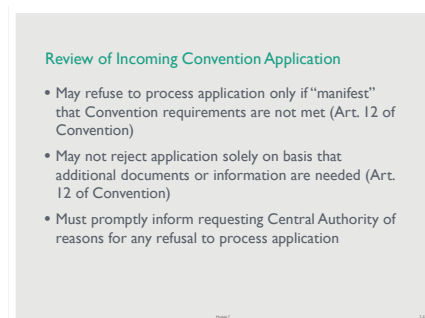 Review of Incoming Convention Application
• May refuse to process application only if “manifest”
that Convention requirements are not met (Art. 12 of
Convention)
• May not reject application solely on basis that
additional documents or information are needed (Art.
12 of Convention)
• Must promptly inform requesting Central Authority of
reasons for any refusal to process application